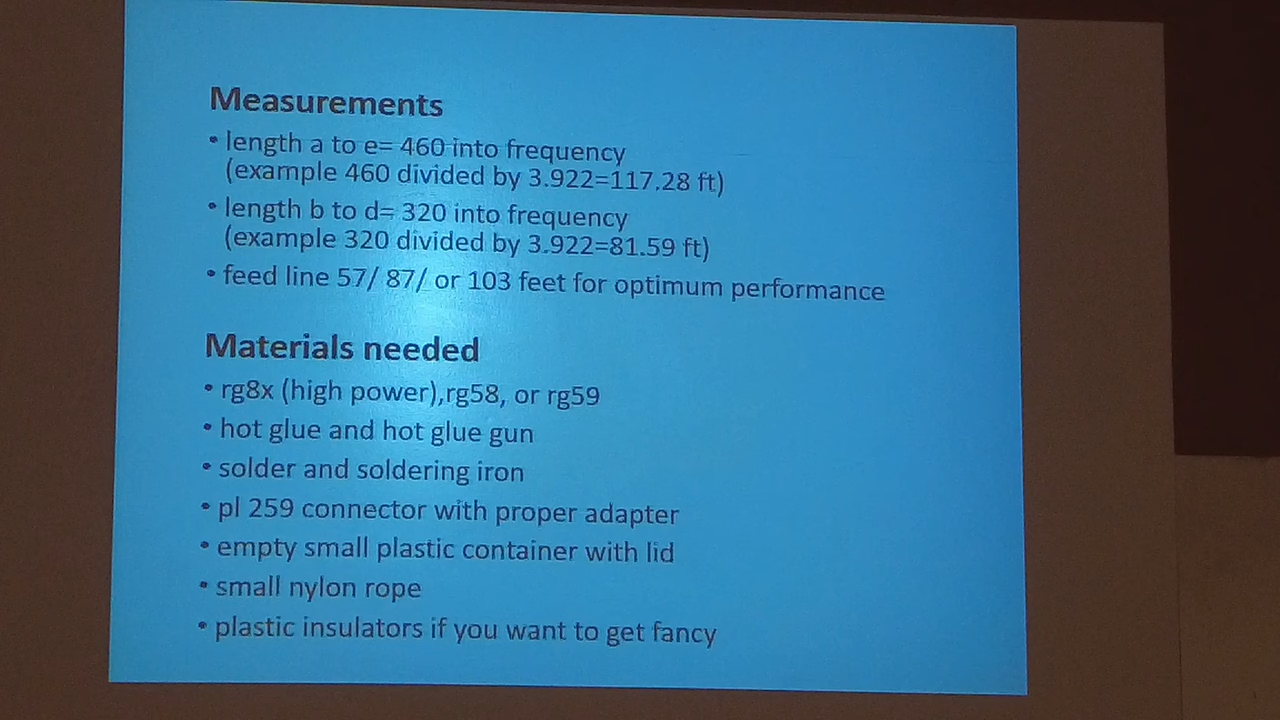 Measurements
• length a to e= 460 into frequency
(example 460 divided by 3.922=117.28 ft)
• length b to d= 320 into frequency
(example 320 divided by 3.922=81.59 ft)
• feed line 57/ 87/ or 103 feet for optimum performance
Materials needed
• rg8x (high power),rg58, or rg59
• hot glue and hot glue gun
• solder and soldering iron
• pl 259 connector with proper adapter
• empty small plastic container with lid
• small nylon rope
• plastic insulators if you want to get fancy